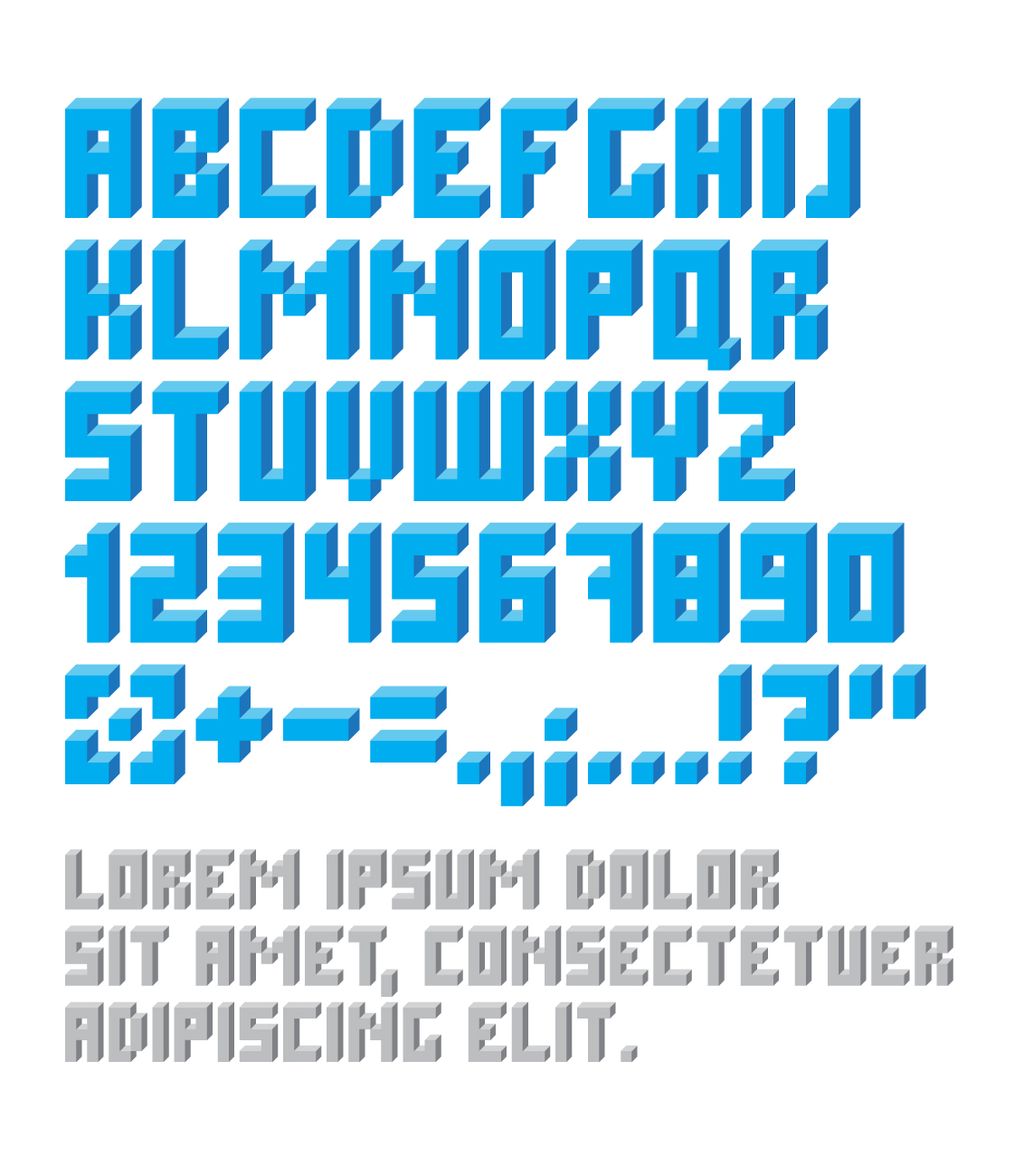 ABCDEFGHIJ
KLMNOPQR
STUVWXYZ
1234567890
¤+-=.,;...!?"
LOREM IPSUM DOLOR
SIT AMET, CONSECTETUER
ADIPISCING ELIT.